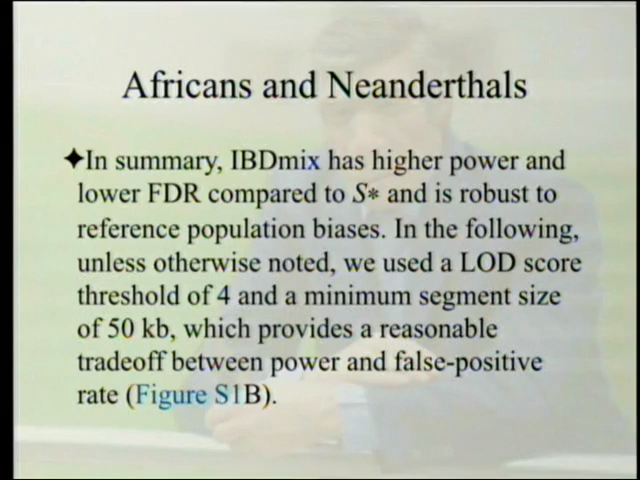 Africans and Neanderthals
✦In summary, IBDmix has higher power and
lower FDR compared to S* and is robust to
reference population biases. In the following,
unless otherwise noted, we used a LOD score
threshold of 4 and a minimum segment size
of 50 kb, which provides a reasonable
tradeoff between power and false-positive
rate (Figure S1B).